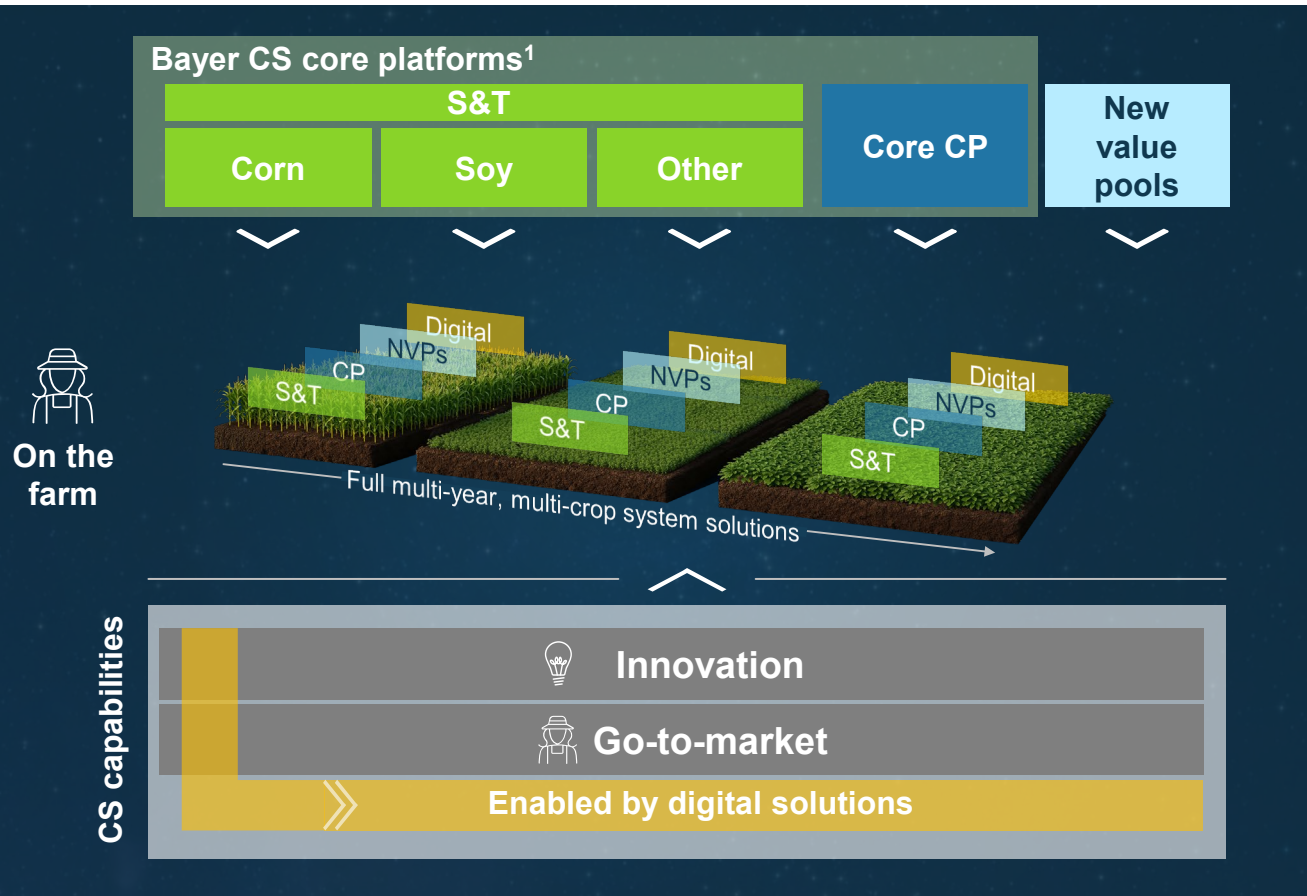 Bayer CS core platforms¹
S&T
Corn
Soy
Other
Core CP
New
value
pools
On the
farm
Digital
NVPs
CP
S&T
Digital
NVPs
CP
S&T
Digital
NVPs
CP
S&T
Full multi-year, multi-crop system solutions
CS capabilities
Innovation
Go-to-market
Enabled by digital solutions